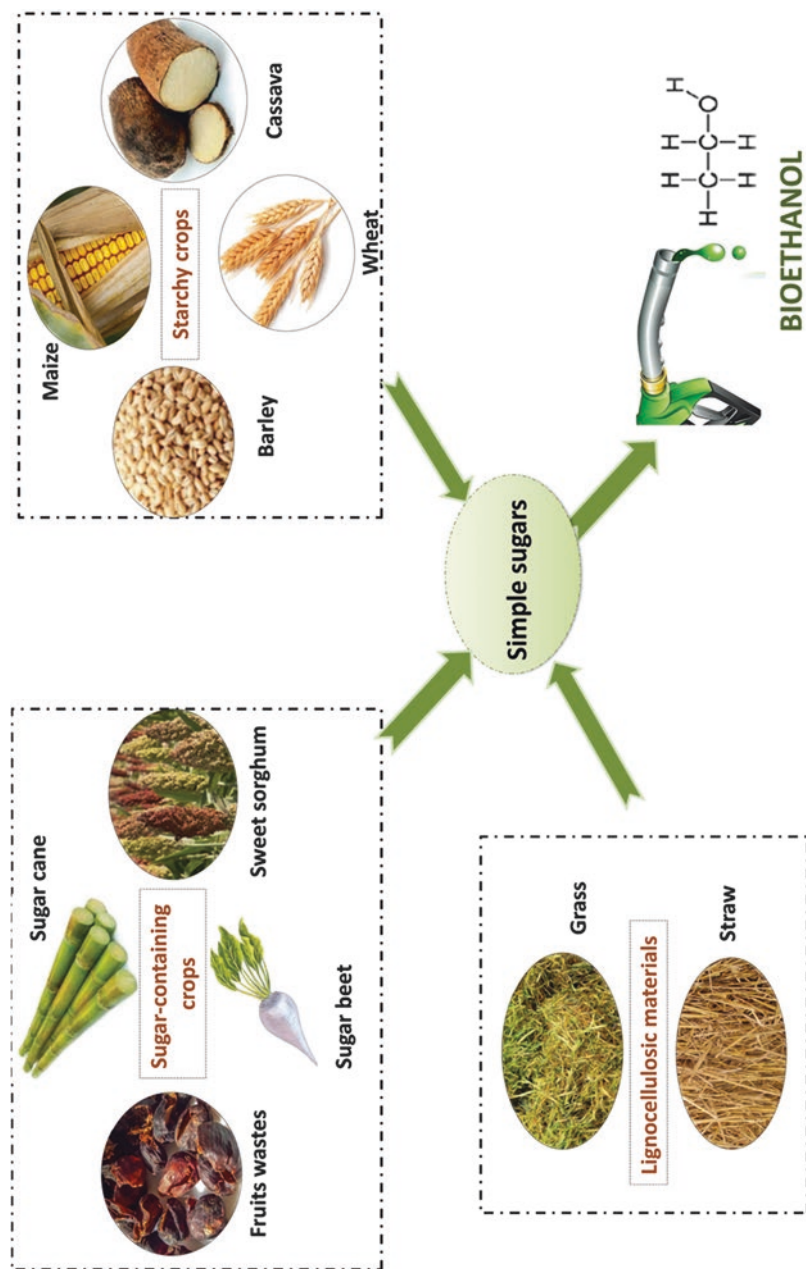 Sugar cane
Fruits wastes
Sugar-containing
crops
Sweet sorghum
Sugar beet
Maize
Barley
Starchy crops
Cassava
Wheat
Simple sugars
Grass
Lignocellulosic materials
Straw
H H H
H C C O
H H
BIOETHANOL